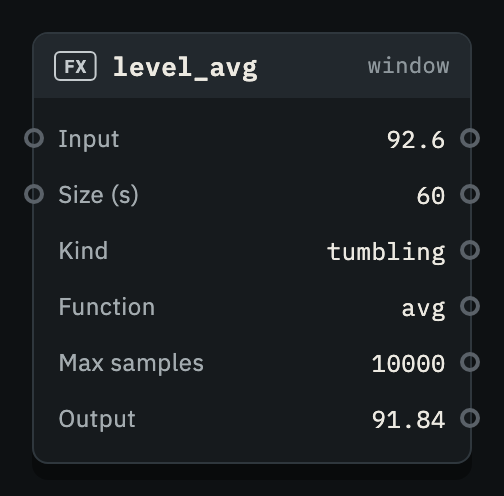 FX level_avg window
Input 92.6
Size (s) 60
Kind tumbling
Function avg
Max samples 10000
Output 91.84